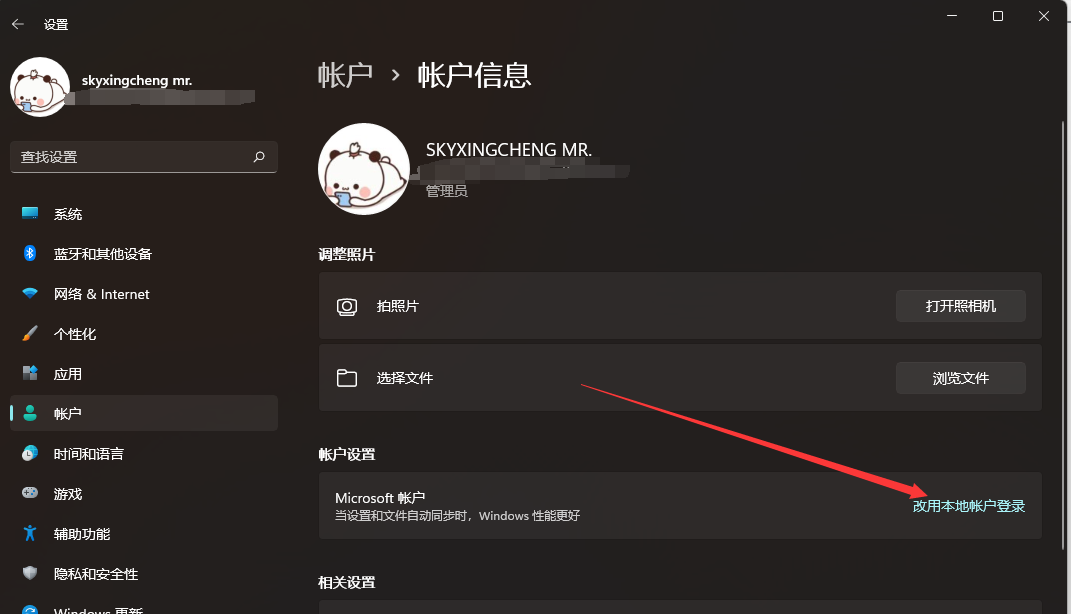 设置
skyxingcheng mr.
查找设置
系统
蓝牙和其他设备
网络 & Internet
个性化
应用
帐户
时间和语言
游戏
辅助功能
隐私和安全性
Windows 更新
帐户 › 帐户信息
SKYXINGCHENG MR.
管理员
调整照片
拍照片
打开照相机
选择文件
浏览文件
帐户设置
Microsoft 帐户
当设置和文件自动同步时，Windows 性能更好
改用本地帐户登录
相关设置